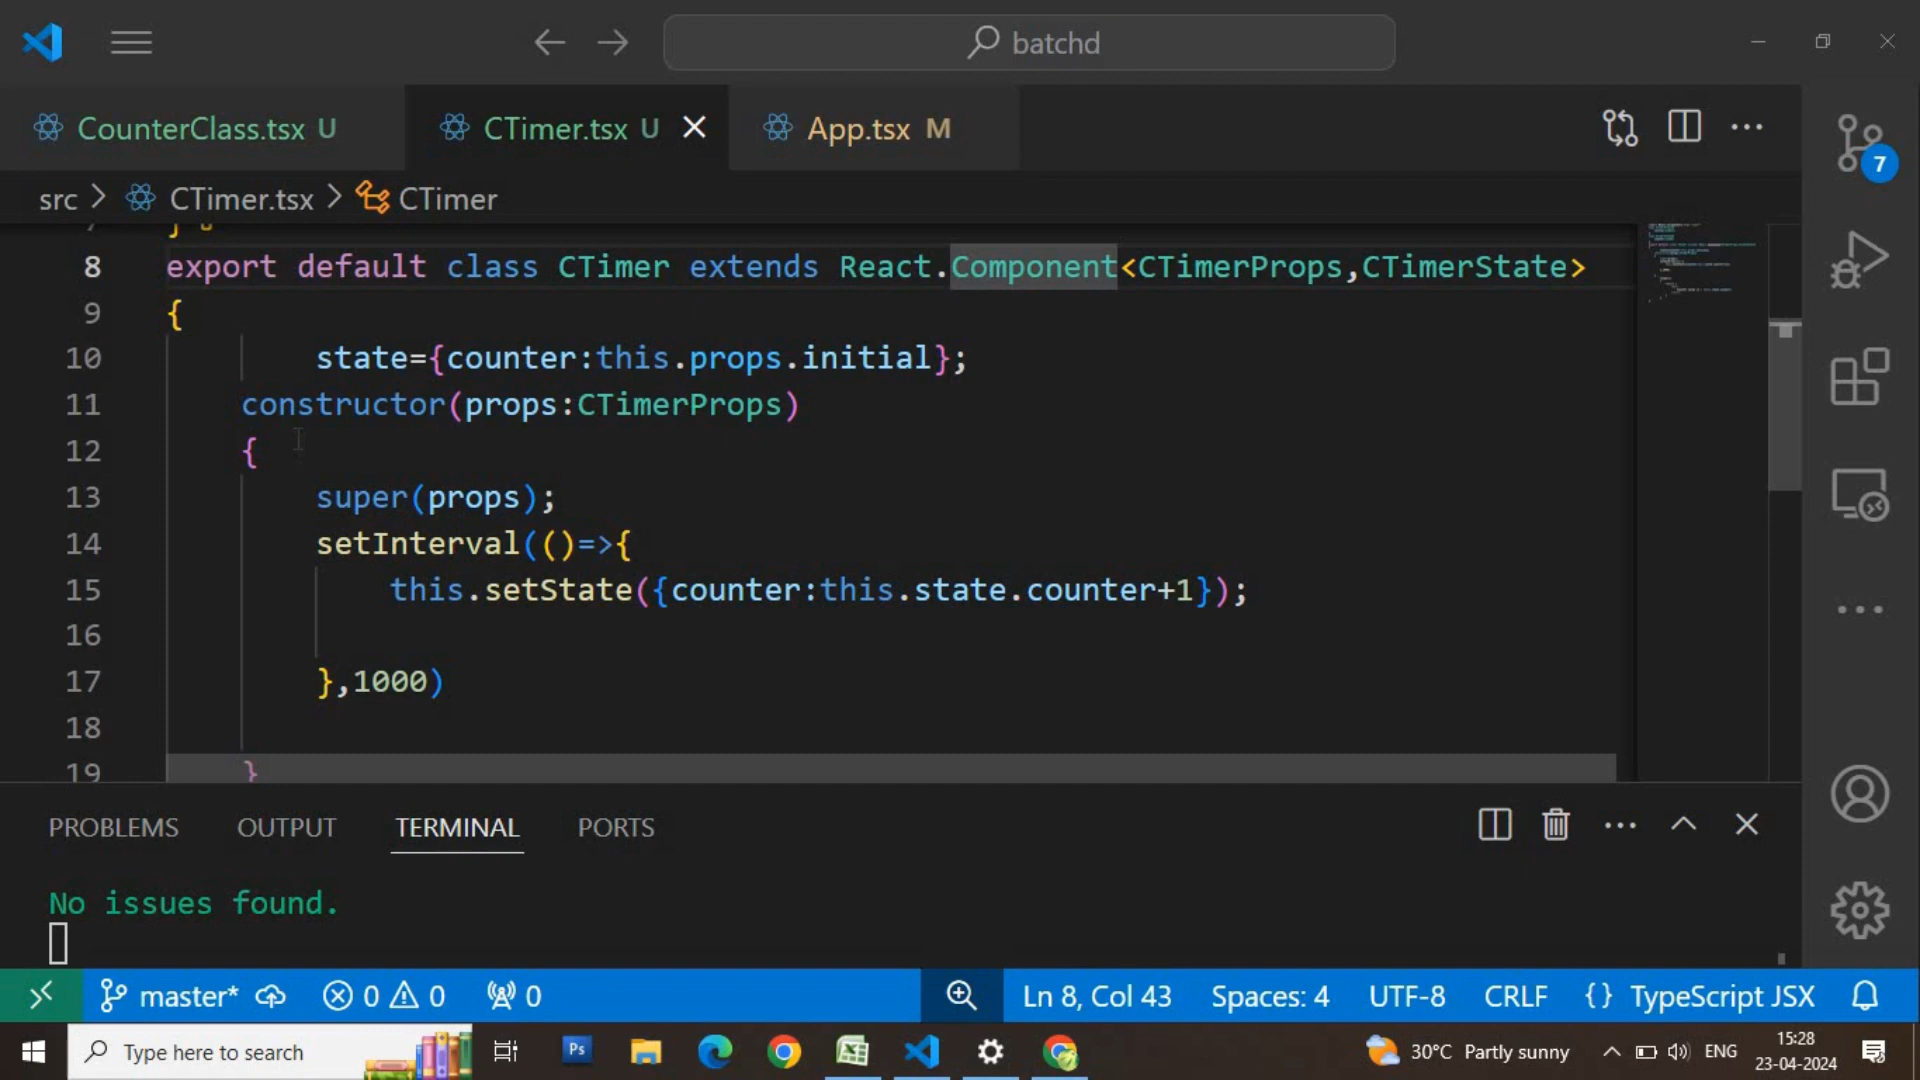 batchd
CounterClass.tsx U
CTimer.tsx U
App.tsx M
7
src > CTimer.tsx > CTimer
8 export default class CTimer extends React.Component<CTimerProps,CTimerState>
9 {
10 state={counter:this.props.initial};
11 constructor(props:CTimerProps)
12 {
13 super(props);
14 setInterval(()=>{
15 this.setState({counter:this.state.counter+1});
16
17 },1000)
18
19 }
PROBLEMS OUTPUT TERMINAL PORTS
No issues found.
master* 0 0 0 Ln 8, Col 43 Spaces: 4 UTF-8 CRLF {} TypeScript JSX
Type here to search
Ps
30°C Partly sunny
ENG
15:28
23-04-2024